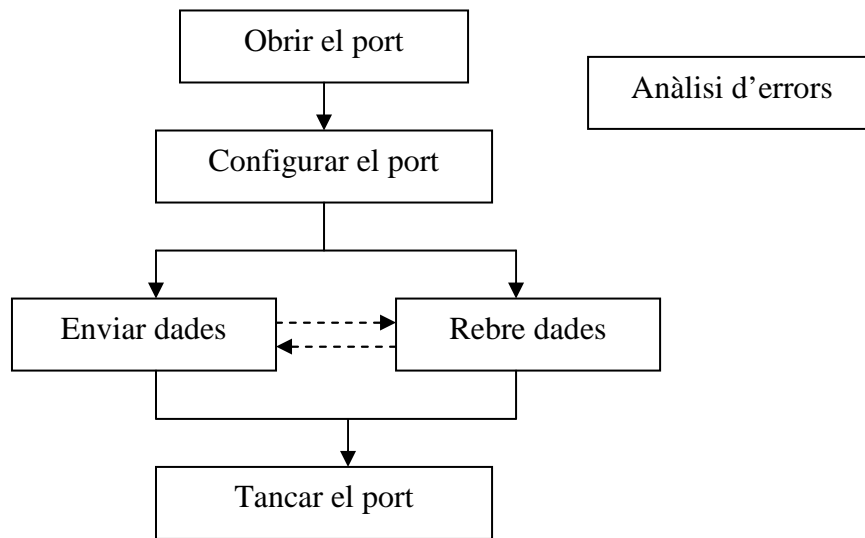 Obrir el port
Anàlisi d’errors
Configurar el port
Enviar dades
Rebre dades
Tancar el port